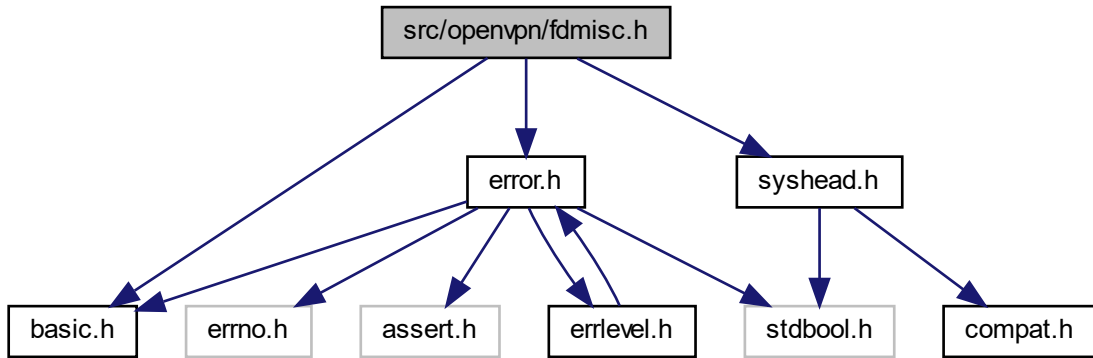 src/openvpn/fdmisc.h
error.h
syshead.h
basic.h
errno.h
assert.h
errlevel.h
stdbool.h
compat.h